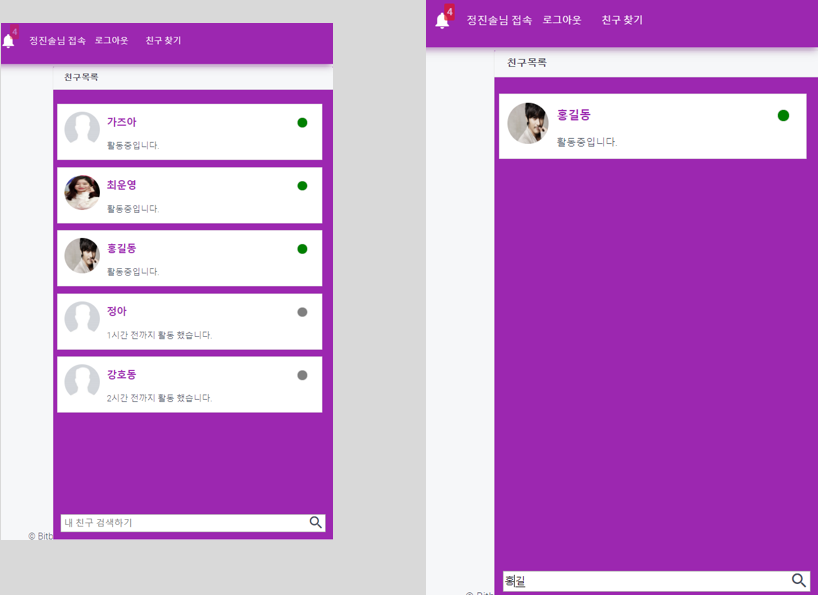 4
정진솔님 접속 로그아웃 친구 찾기
친구목록
가즈아
활동중입니다.
최운영
활동중입니다.
홍길동
활동중입니다.
정아
1시간 전까지 활동 했습니다.
강호동
2시간 전까지 활동 했습니다.
내 친구 검색하기
© Bitb
4
정진솔님 접속 로그아웃 친구 찾기
친구목록
홍길동
활동중입니다.
홍길